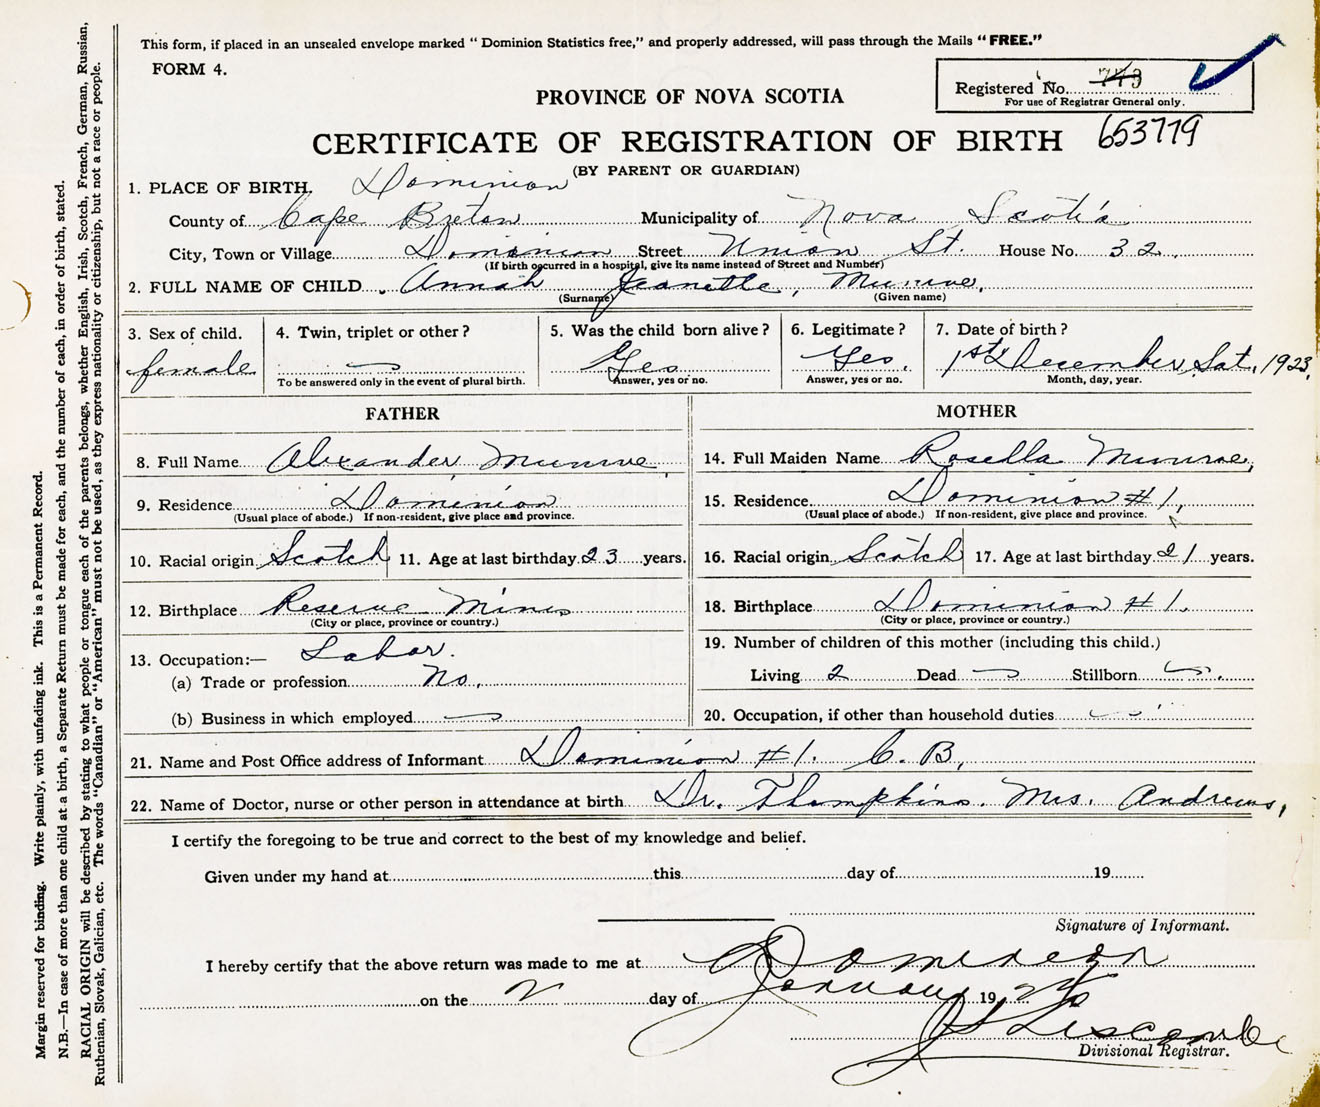 This form, if placed in an unsealed envelope marked " Dominion Statistics free," and properly addressed, will pass through the Mails "FREE."
FORM 4.
Registered No. 743
For use of Registrar General only.
PROVINCE OF NOVA SCOTIA
653779
CERTIFICATE OF REGISTRATION OF BIRTH
(BY PARENT OR GUARDIAN)
1. PLACE OF BIRTH. Dominion
County of Cape Breton Municipality of Nova Scotia
City, Town or Village Dominion Street Union St. House No. 32.
(If birth occurred in a hospital, give its name instead of Street and Number)
2. FULL NAME OF CHILD Annah Jeanette, Munroe.
(Surname) (Given name)
3. Sex of child. 4. Twin, triplet or other? 5. Was the child born alive? 6. Legitimate? 7. Date of birth?
female Yes Yes. 1st December Sat. 1923.
To be answered only in the event of plural birth. Answer, yes or no. Answer, yes or no. Month, day, year.
FATHER MOTHER
8. Full Name Alexander Munroe, 14. Full Maiden Name Rosella Munroe,
9. Residence Dominion 15. Residence Dominion #1,
(Usual place of abode.) If non-resident, give place and province. (Usual place of abode.) If non-resident, give place and province.
10. Racial origin Scotch 11. Age at last birthday 23 years. 16. Racial origin Scotch 17. Age at last birthday 21 years.
12. Birthplace Reserve Mines 18. Birthplace Dominion #1.
(City or place, province or country.) (City or place, province or country.)
13. Occupation:— Labor. 19. Number of children of this mother (including this child.)
(a) Trade or profession No. Living 2 Dead Stillborn
(b) Business in which employed 20. Occupation, if other than household duties
21. Name and Post Office address of Informant Dominion #1. C. B.
22. Name of Doctor, nurse or other person in attendance at birth Dr. Thompkins. Mrs. Andrews,
I certify the foregoing to be true and correct to the best of my knowledge and belief.
Given under my hand at this day of 19
Signature of Informant.
I hereby certify that the above return was made to me at Dominion
on the 2 day of January 19
J S Liscombe
Divisional Registrar.
Margin reserved for binding. Write plainly, with unfading ink. This is a Permanent Record.
N.B.—In case of more than one child at a birth, a Separate Return must be made for each, and the number of each, in order of birth, stated.
RACIAL ORIGIN will be described by stating to what people or tongue each of the parents belongs, whether English, Irish, Scotch, French, German, Russian,
Ruthenian, Slovak, Galician, etc. The words "Canadian" or "American" must not be used, as they express nationality or citizenship, but not a race or people.